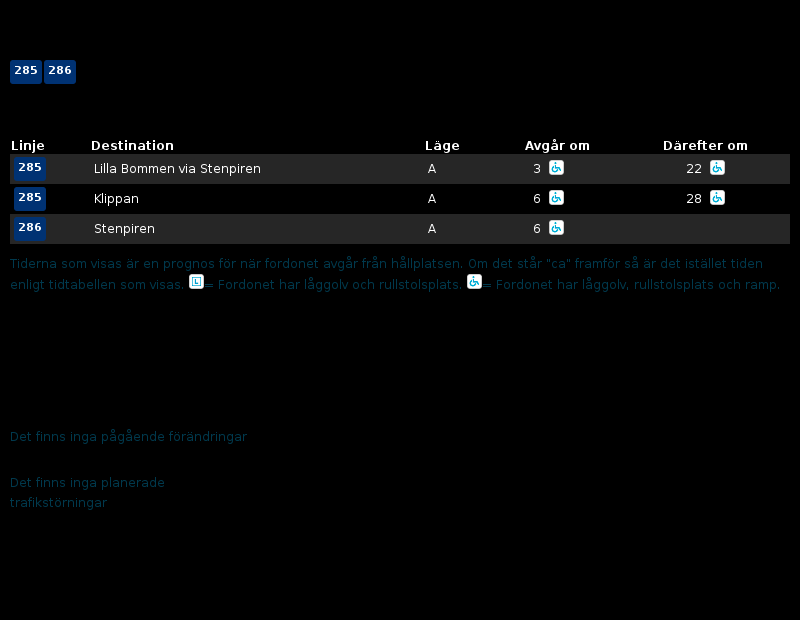 285 286
Linje Destination Läge Avgår om Därefter om
285 Lilla Bommen via Stenpiren A 3 22
285 Klippan A 6 28
286 Stenpiren A 6
Tiderna som visas är en prognos för när fordonet avgår från hållplatsen. Om det står "ca" framför så är det istället tiden
enligt tidtabellen som visas. L = Fordonet har låggolv och rullstolsplats. = Fordonet har låggolv, rullstolsplats och ramp.
Det finns inga pågående förändringar
Det finns inga planerade
trafikstörningar